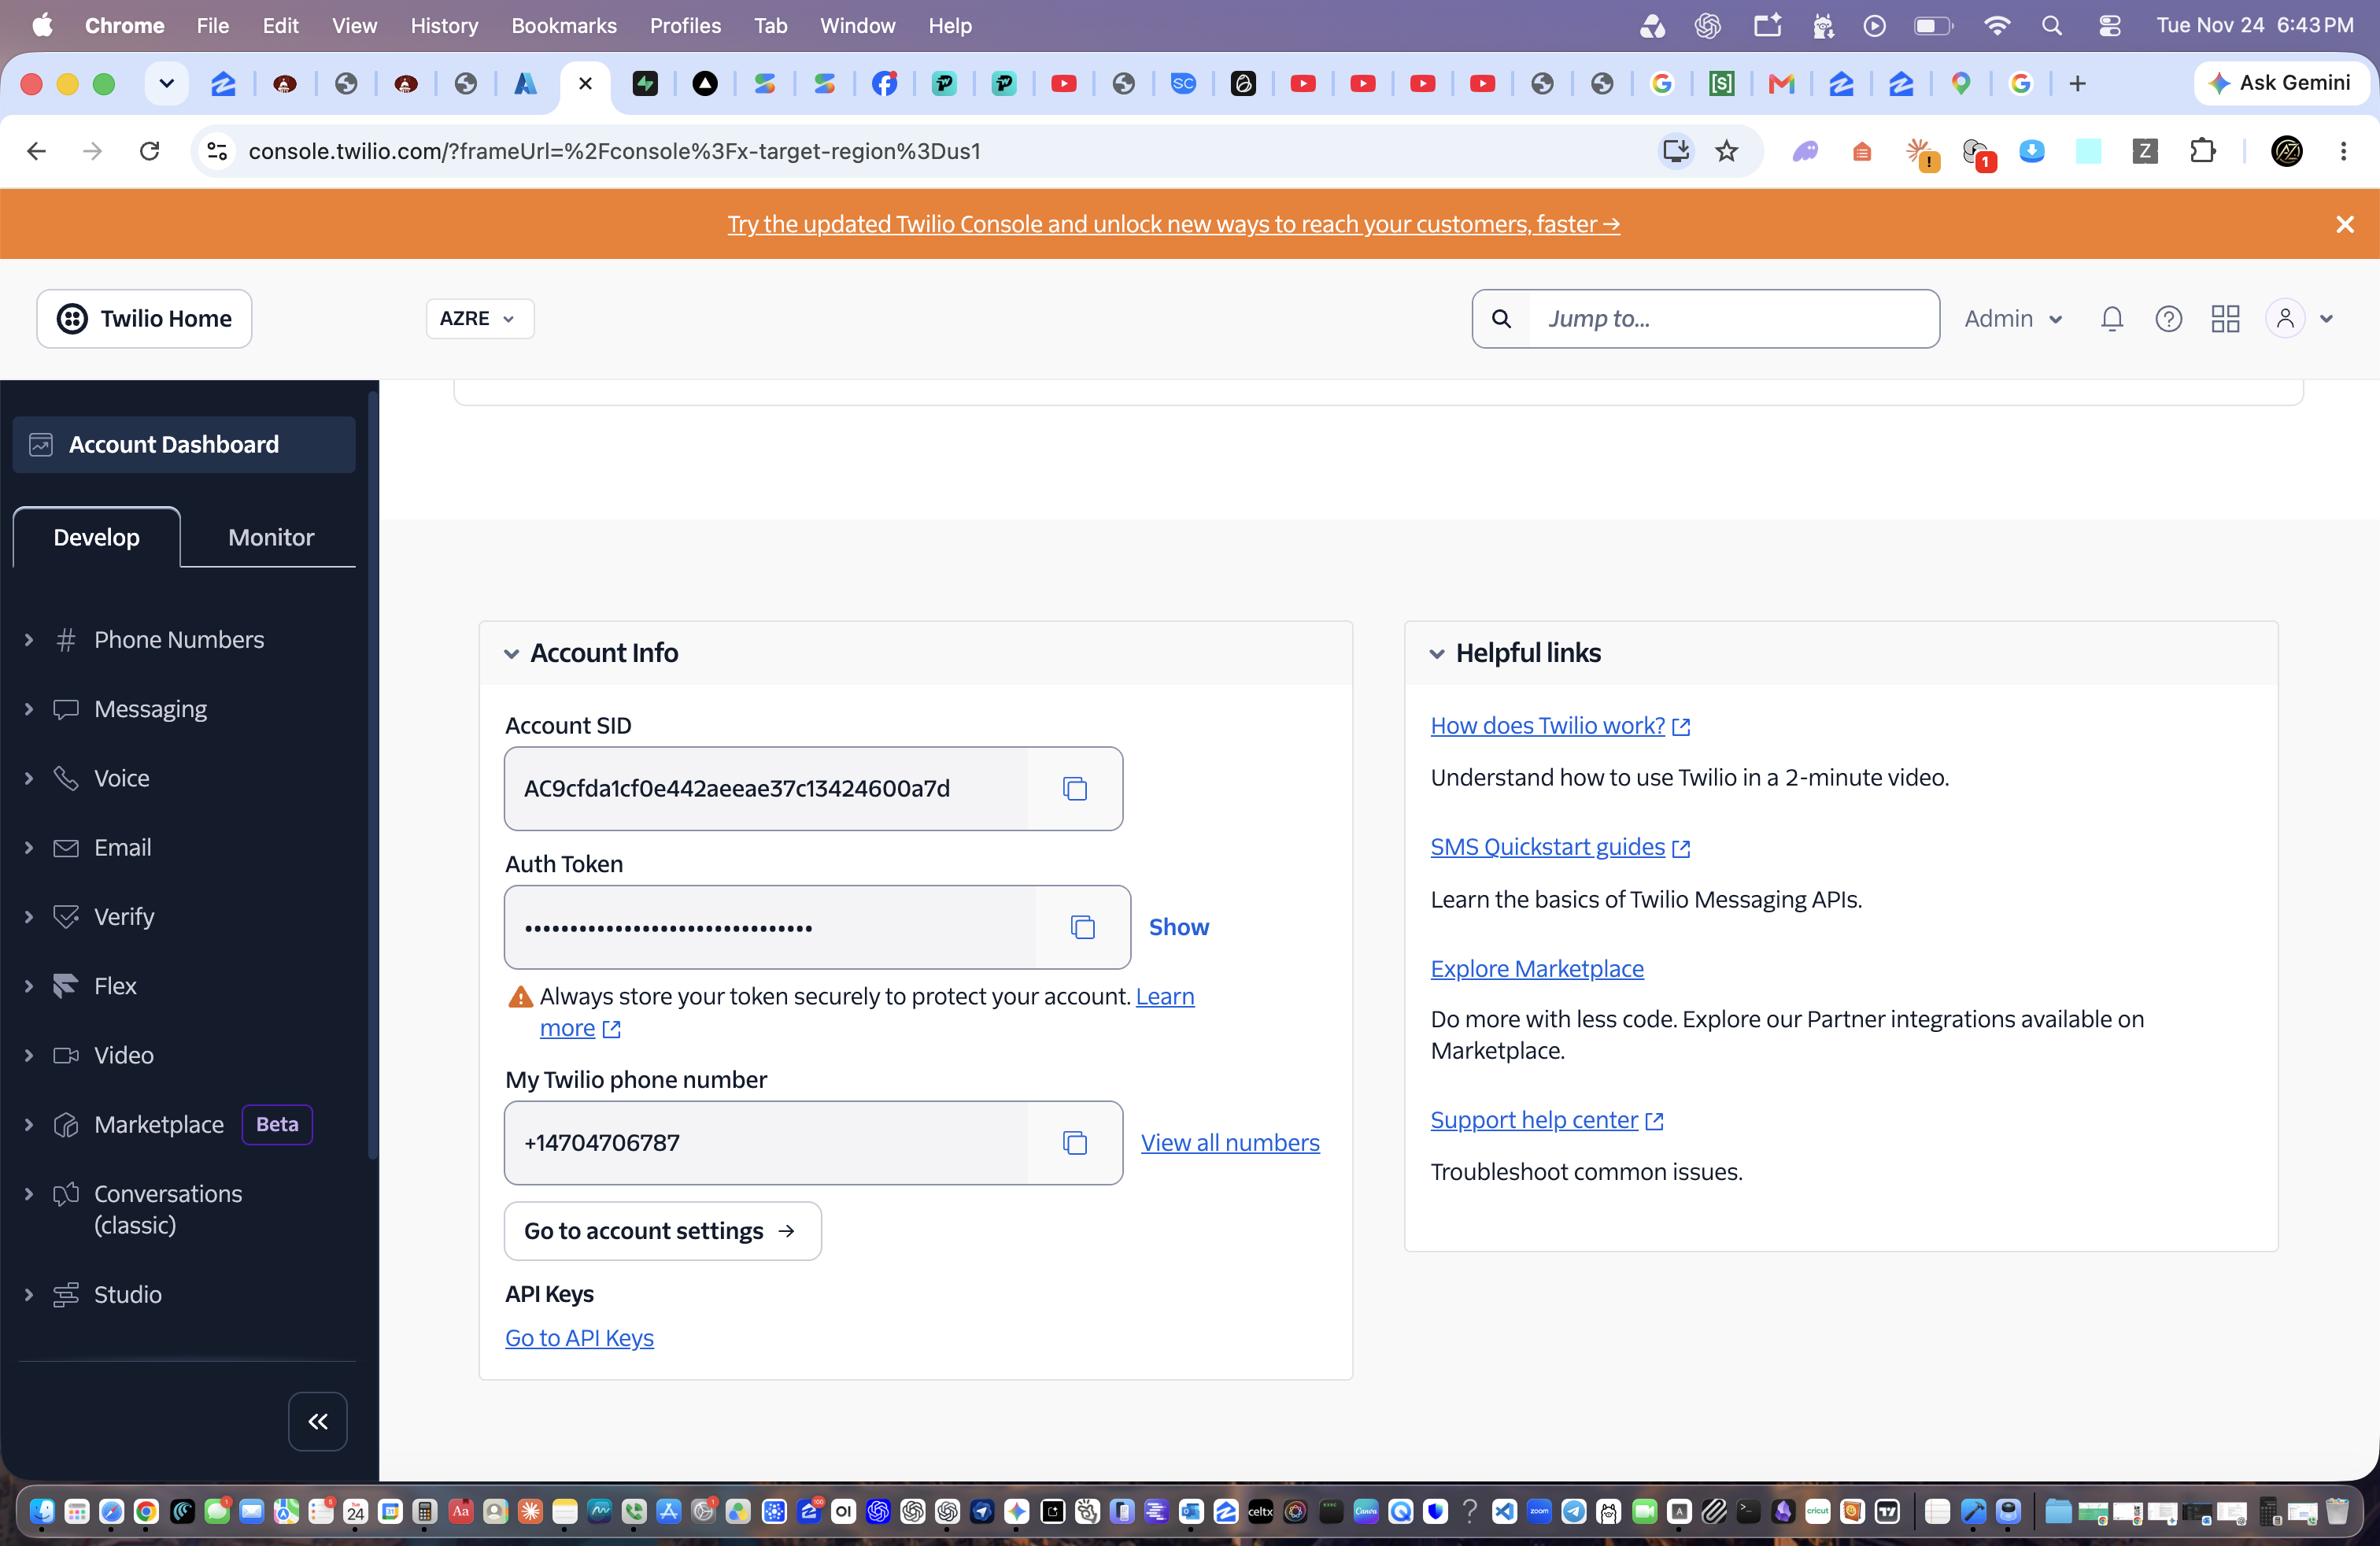 Chrome File Edit View History Bookmarks Profiles Tab Window Help Tue Nov 24 6:43 PM
Ask Gemini
console.twilio.com/?frameUrl=%2Fconsole%3Fx-target-region%3Dus1
Try the updated Twilio Console and unlock new ways to reach your customers, faster →
Twilio Home
AZRE
Jump to...
Admin
Account Dashboard
Develop
Monitor
Phone Numbers
Messaging
Voice
Email
Verify
Flex
Video
Marketplace Beta
Conversations
(classic)
Studio
Account Info
Account SID
AC9cfda1cf0e442aeeae37c13424600a7d
Auth Token
••••••••••••••••••••••••••••••••
Show
Always store your token securely to protect your account. Learn
more
My Twilio phone number
+14704706787
View all numbers
Go to account settings →
API Keys
Go to API Keys
Helpful links
How does Twilio work?
Understand how to use Twilio in a 2-minute video.
SMS Quickstart guides
Learn the basics of Twilio Messaging APIs.
Explore Marketplace
Do more with less code. Explore our Partner integrations available on
Marketplace.
Support help center
Troubleshoot common issues.